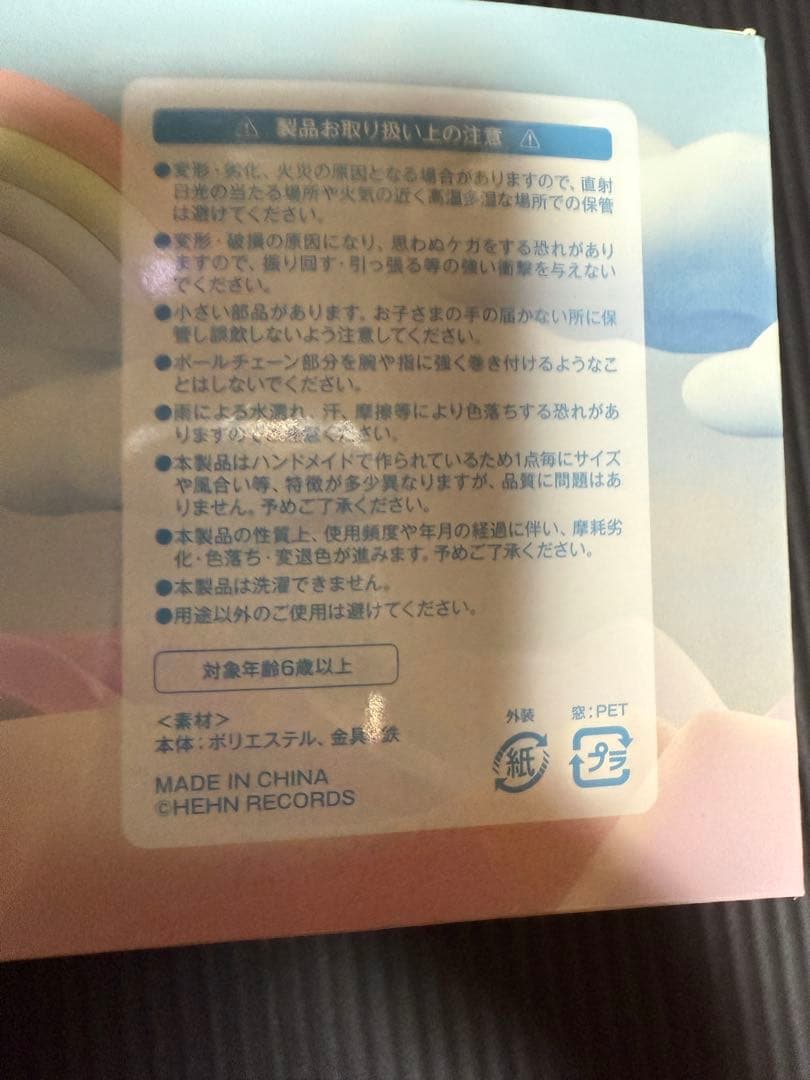 ⚠ 製品お取り扱い上の注意 ⚠
●変形・劣化、火災の原因となる場合がありますので、直射
日光の当たる場所や火気の近く高温多湿な場所での保管
は避けてください。
●変形・破損の原因になり、思わぬケガをする恐れがあり
ますので、振り回す・引っ張る等の強い衝撃を与えない
でください。
●小さい部品があります。お子さまの手の届かない所に保
管し誤飲しないよう注意してください。
●ボールチェーン部分を腕や指に強く巻き付けるようなこ
とはしないでください。
●雨による水濡れ、汗、摩擦等により色落ちする恐れがあ
りますのでご注意ください。
●本製品はハンドメイドで作られているため1点毎にサイズ
や風合い等、特徴が多少異なりますが、品質に問題はあ
りません。予めご了承ください。
●本製品の性質上、使用頻度や年月の経過に伴い、摩耗劣
化・色落ち・変退色が進みます。予めご了承ください。
●本製品は洗濯できません。
●用途以外のご使用は避けてください。
対象年齢6歳以上
＜素材＞
本体：ポリエステル、金具：鉄
MADE IN CHINA
©HEHN RECORDS
外装
紙
窓：PET
プラ